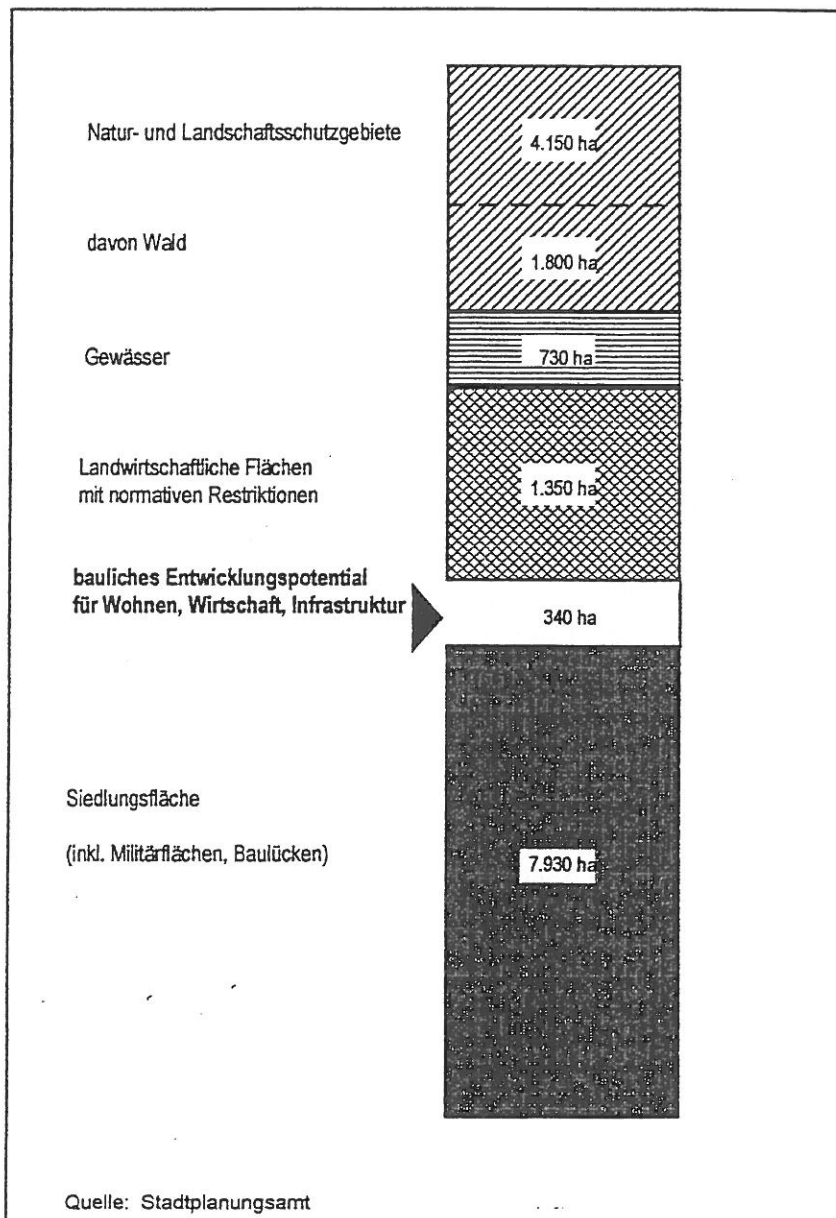 Natur- und Landschaftsschutzgebiete
4.150 ha
davon Wald
1.800 ha
Gewässer
730 ha
Landwirtschaftliche Flächen
mit normativen Restriktionen
1.350 ha
bauliches Entwicklungspotential
für Wohnen, Wirtschaft, Infrastruktur
340 ha
Siedlungsfläche
(inkl. Militärflächen, Baulücken)
7.930 ha
Quelle: Stadtplanungsamt